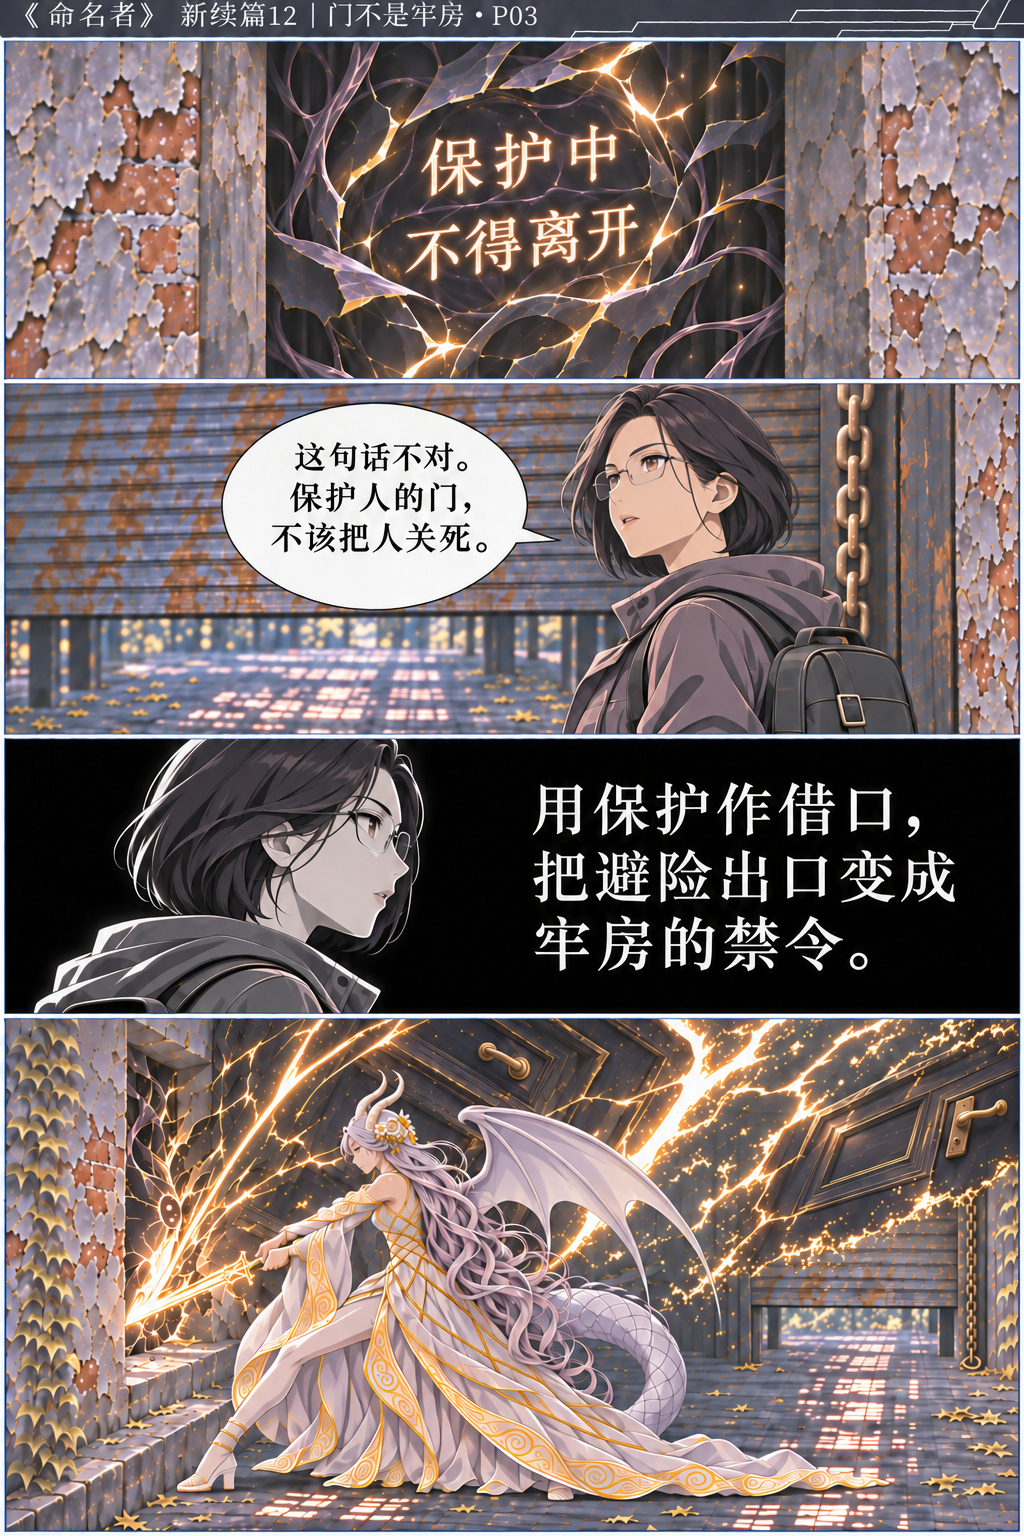 《命名者》 新续篇12｜门不是牢房·P03
保护中
不得离开
这句话不对。
保护人的门，
不该把人关死。
用保护作借口，
把避险出口变成
牢房的禁令。